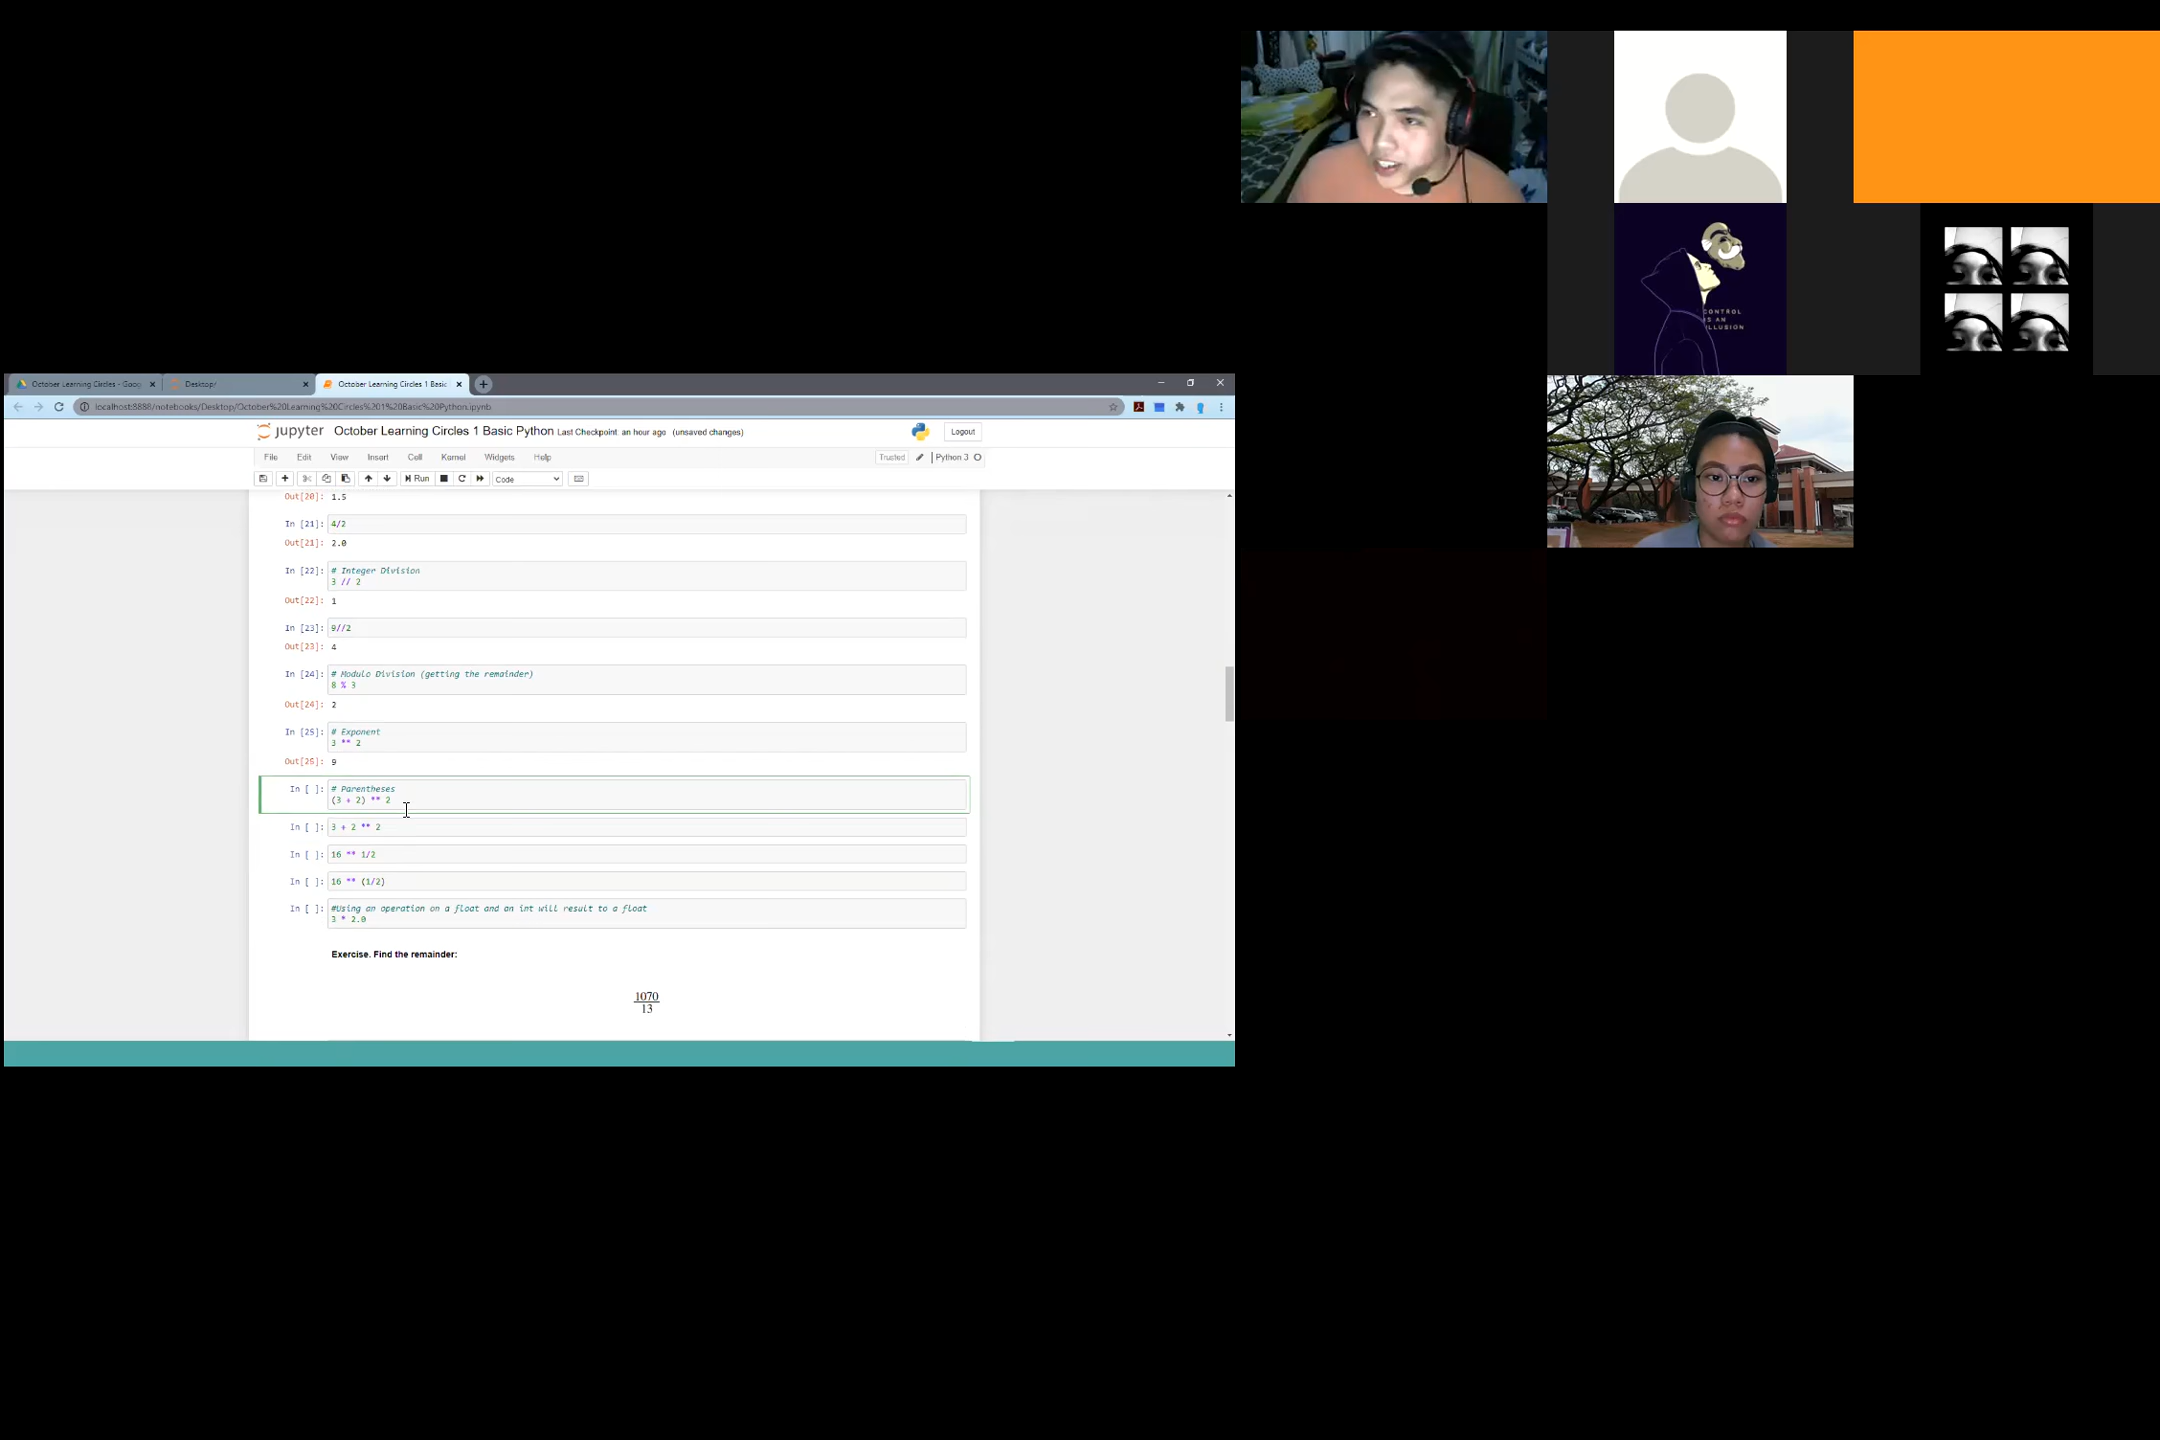 October Learning Circles - Goog
Desktop/
October Learning Circles 1 Basic
localhost:8888/notebooks/Desktop/October%20Learning%20Circles%201%20Basic%20Python.ipynb
jupyter October Learning Circles 1 Basic Python Last Checkpoint: an hour ago (unsaved changes)
Logout
File Edit View Insert Cell Kernel Widgets Help
Trusted Python 3
Run Code
Out[20]: 1.5
In [21]: 4/2
Out[21]: 2.0
In [22]: # Integer Division
3 // 2
Out[22]: 1
In [23]: 9//2
Out[23]: 4
In [24]: # Modulo Division (getting the remainder)
8 % 3
Out[24]: 2
In [25]: # Exponent
3 ** 2
Out[25]: 9
In [ ]: # Parentheses
(3 + 2) ** 2
In [ ]: 3 + 2 ** 2
In [ ]: 16 ** 1/2
In [ ]: 16 ** (1/2)
In [ ]: #Using an operation on a float and an int will result to a float
3 * 2.0
Exercise. Find the remainder:
1070
13
CONTROL
IS AN
ILLUSION